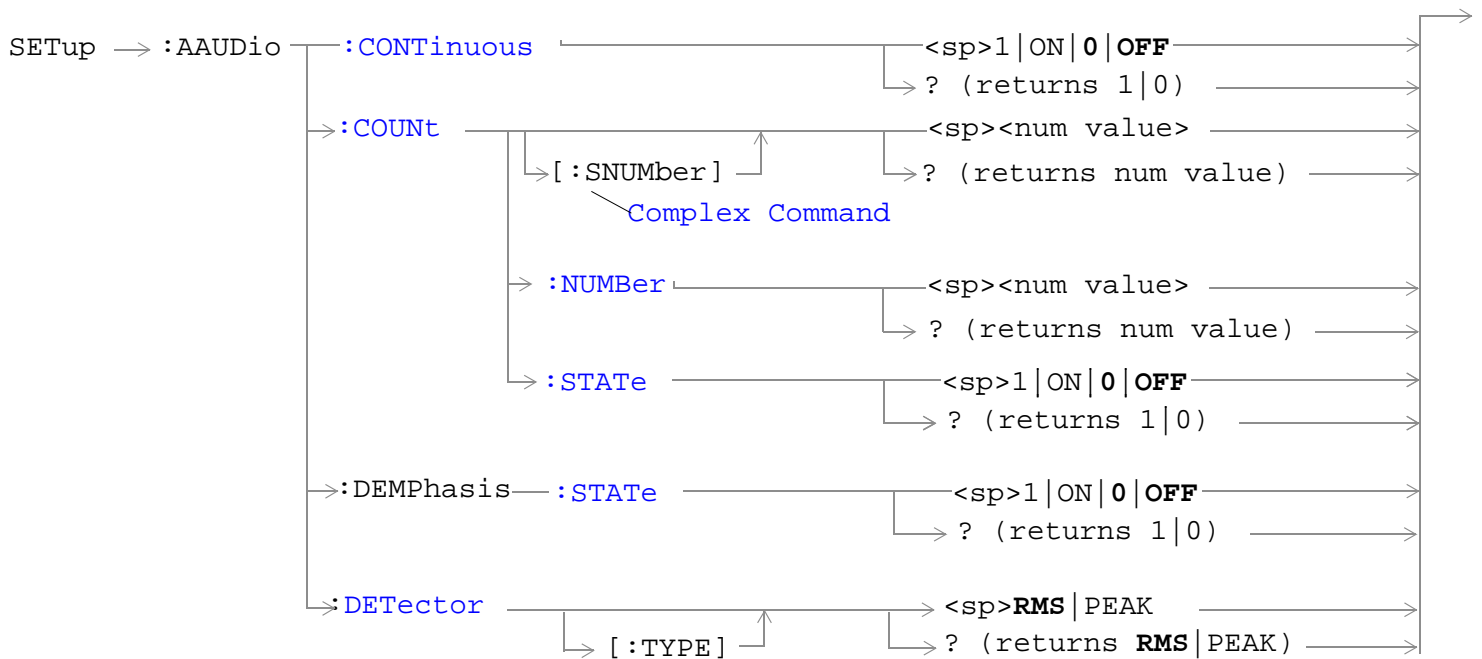 SETup :AAUDio :CONTinuous <sp>1|ON|0|OFF
? (returns 1|0)
:COUNt <sp><num value>
[:SNUMber] ? (returns num value)
Complex Command
:NUMBer <sp><num value>
? (returns num value)
:STATe <sp>1|ON|0|OFF
? (returns 1|0)
:DEMPhasis :STATe <sp>1|ON|0|OFF
? (returns 1|0)
:DETector <sp>RMS|PEAK
[:TYPE] ? (returns RMS|PEAK)